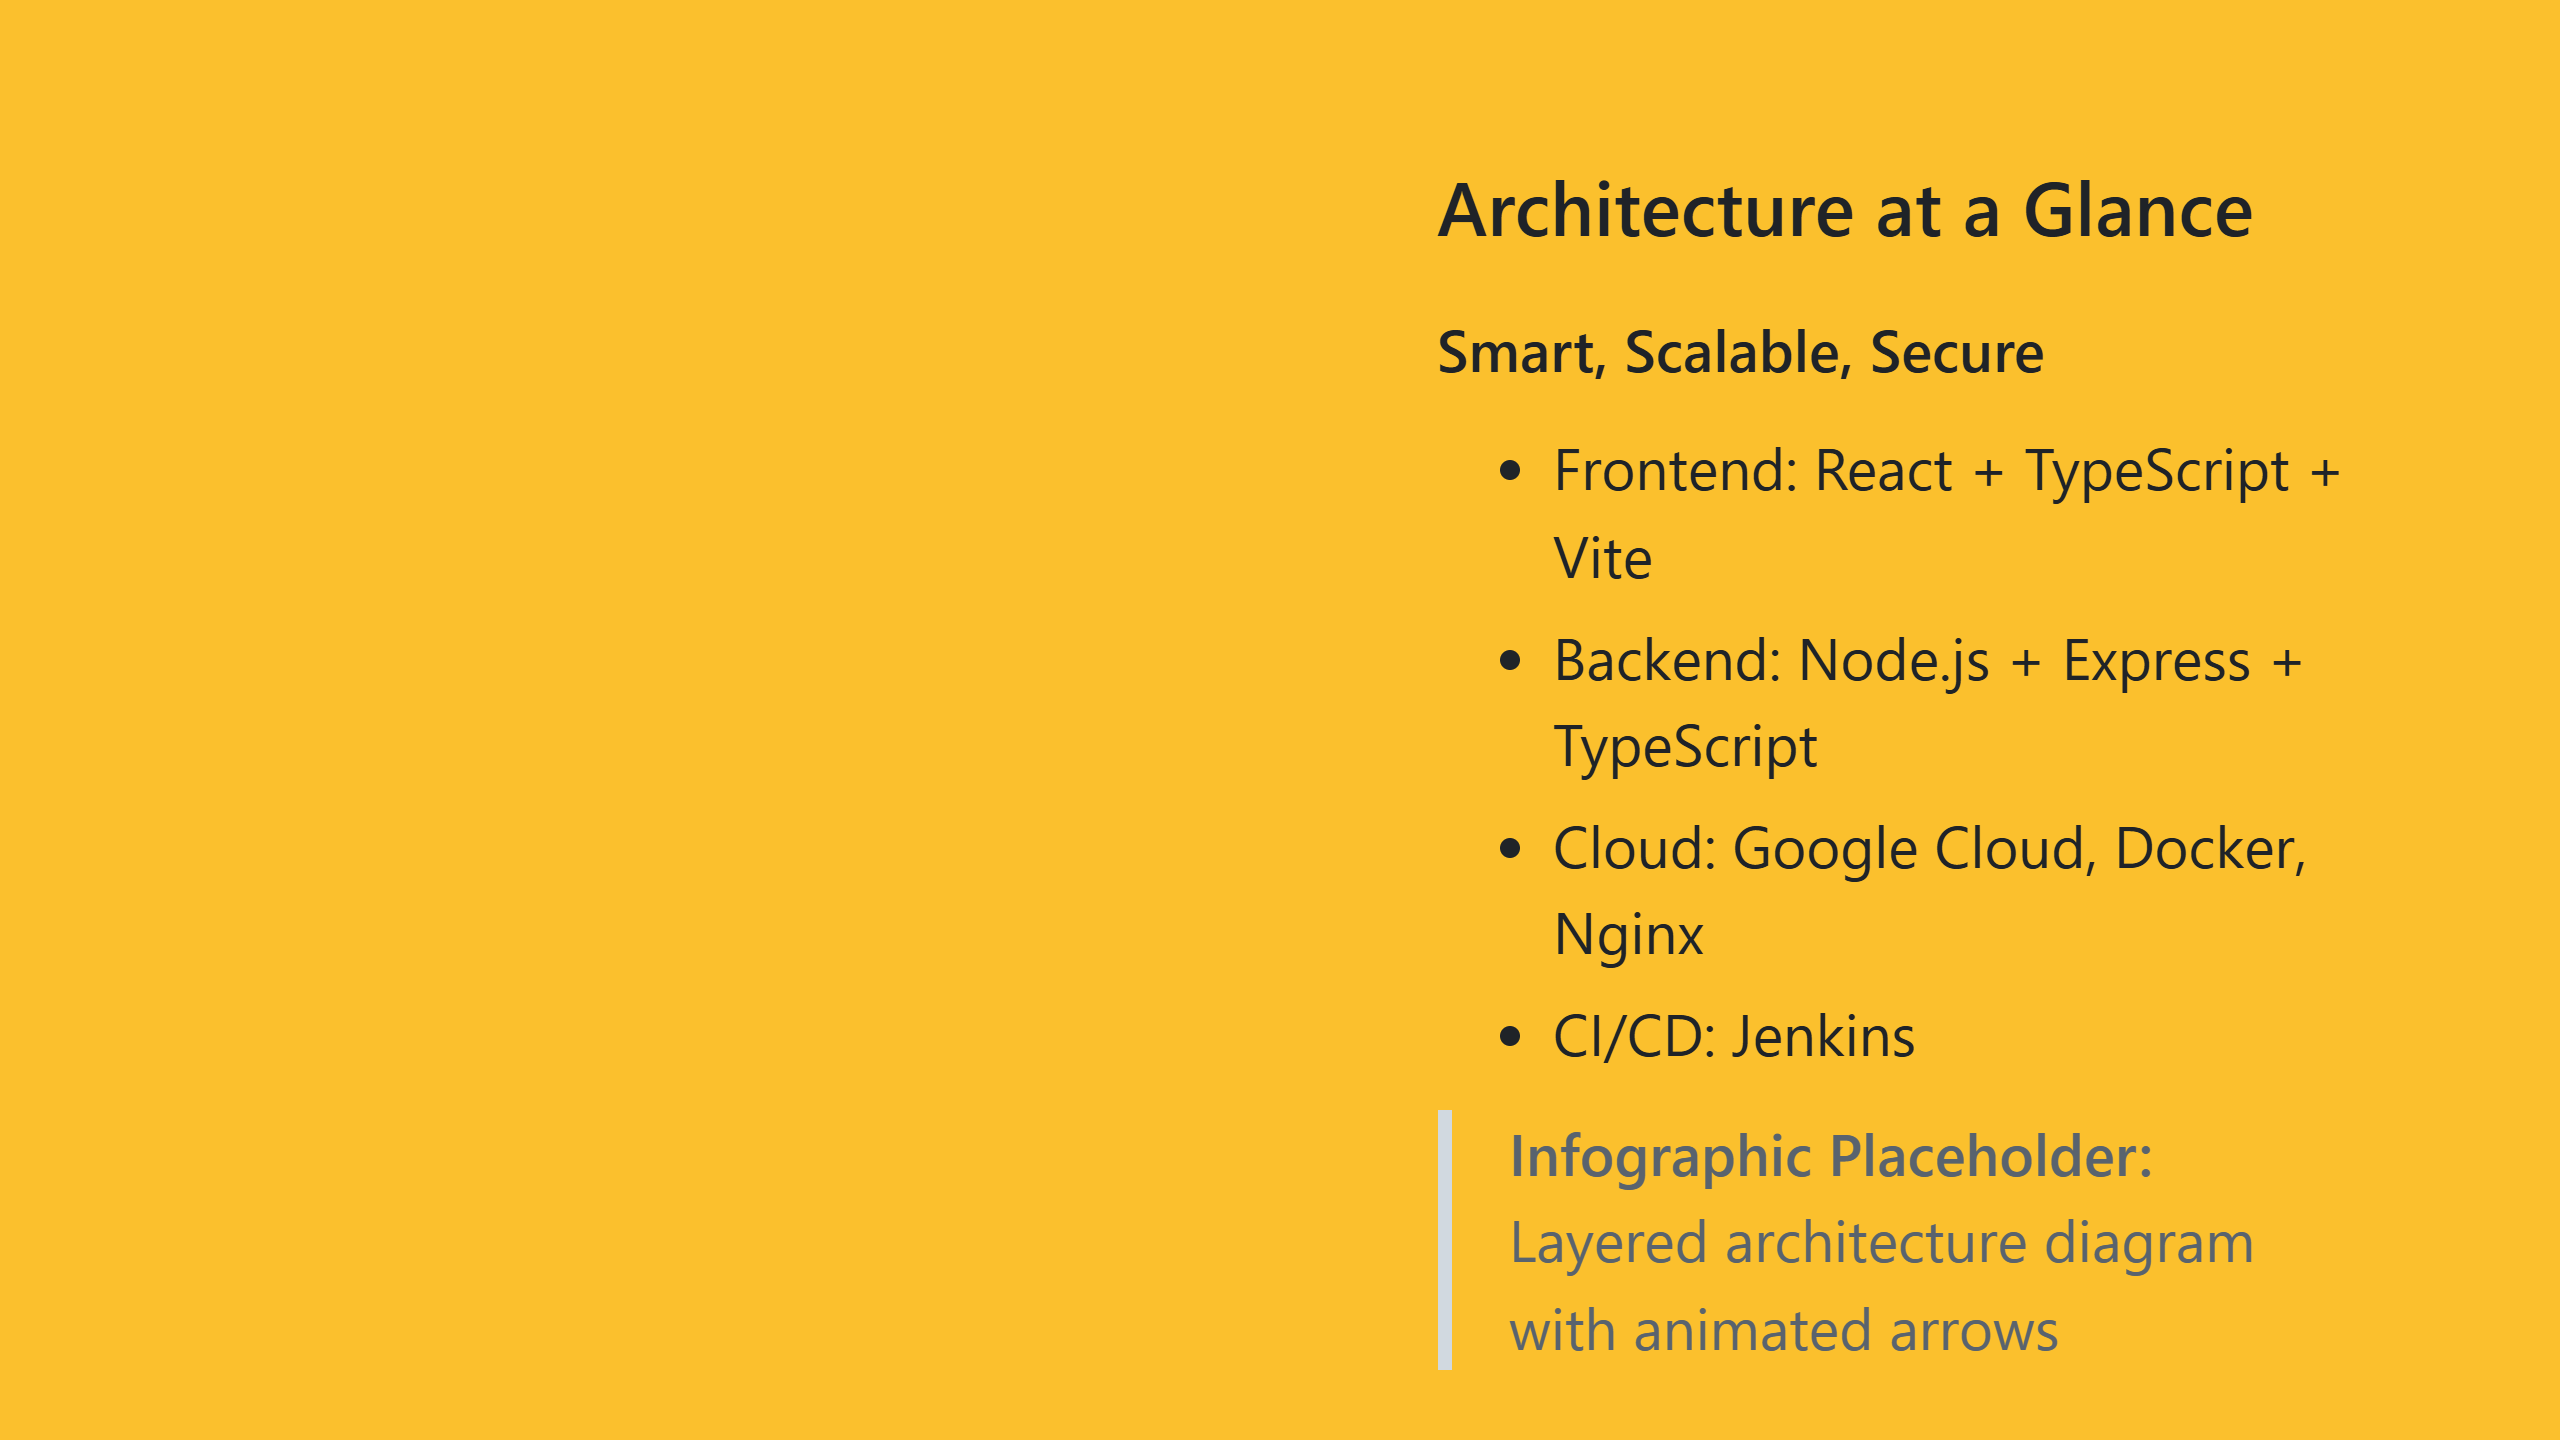 Architecture at a Glance
Smart, Scalable, Secure
Frontend: React + TypeScript +
Vite
Backend: Node.js + Express +
TypeScript
Cloud: Google Cloud, Docker,
Nginx
CI/CD: Jenkins
Infographic Placeholder:
Layered architecture diagram
with animated arrows